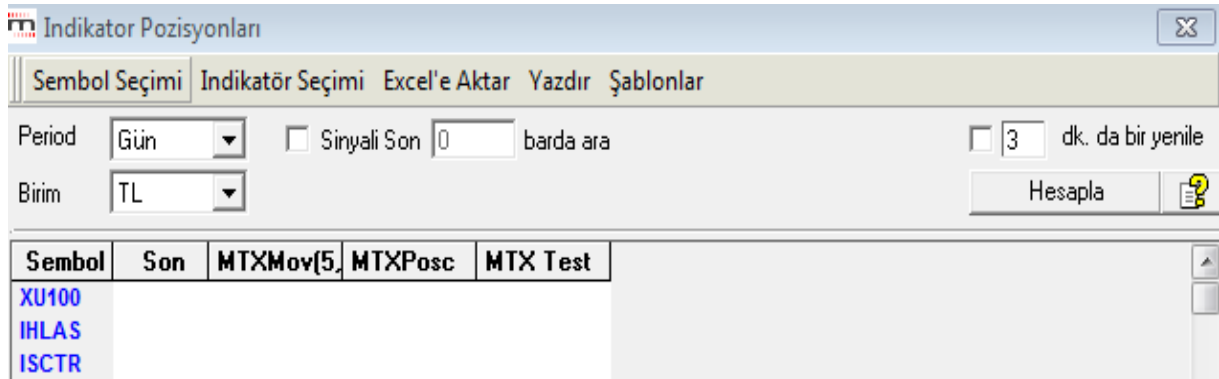 Indikator Pozisyonları
Sembol Seçimi Indikatör Seçimi Excel'e Aktar Yazdır Şablonlar
Period Gün Sinyali Son 0 barda ara 3 dk. da bir yenile
Birim TL Hesapla
Sembol Son MTXMov(5, MTXPosc MTX Test
XU100
IHLAS
ISCTR